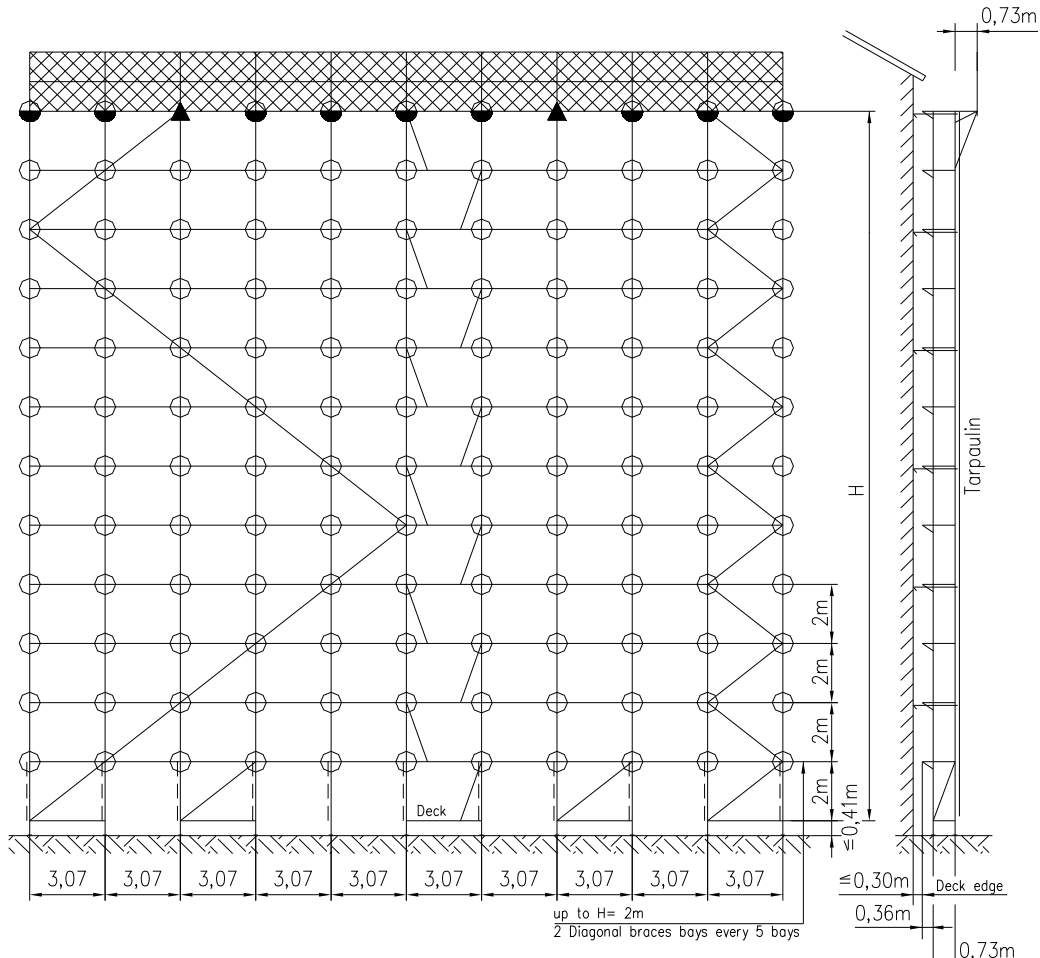 0,73m
H
Tarpaulin
2m
2m
2m
2m
≤0,41m
Deck
3,07 3,07 3,07 3,07 3,07 3,07 3,07 3,07 3,07 3,07
≤0,30m
Deck edge
up to H= 2m
2 Diagonal braces bays every 5 bays
0,36m
0,73m